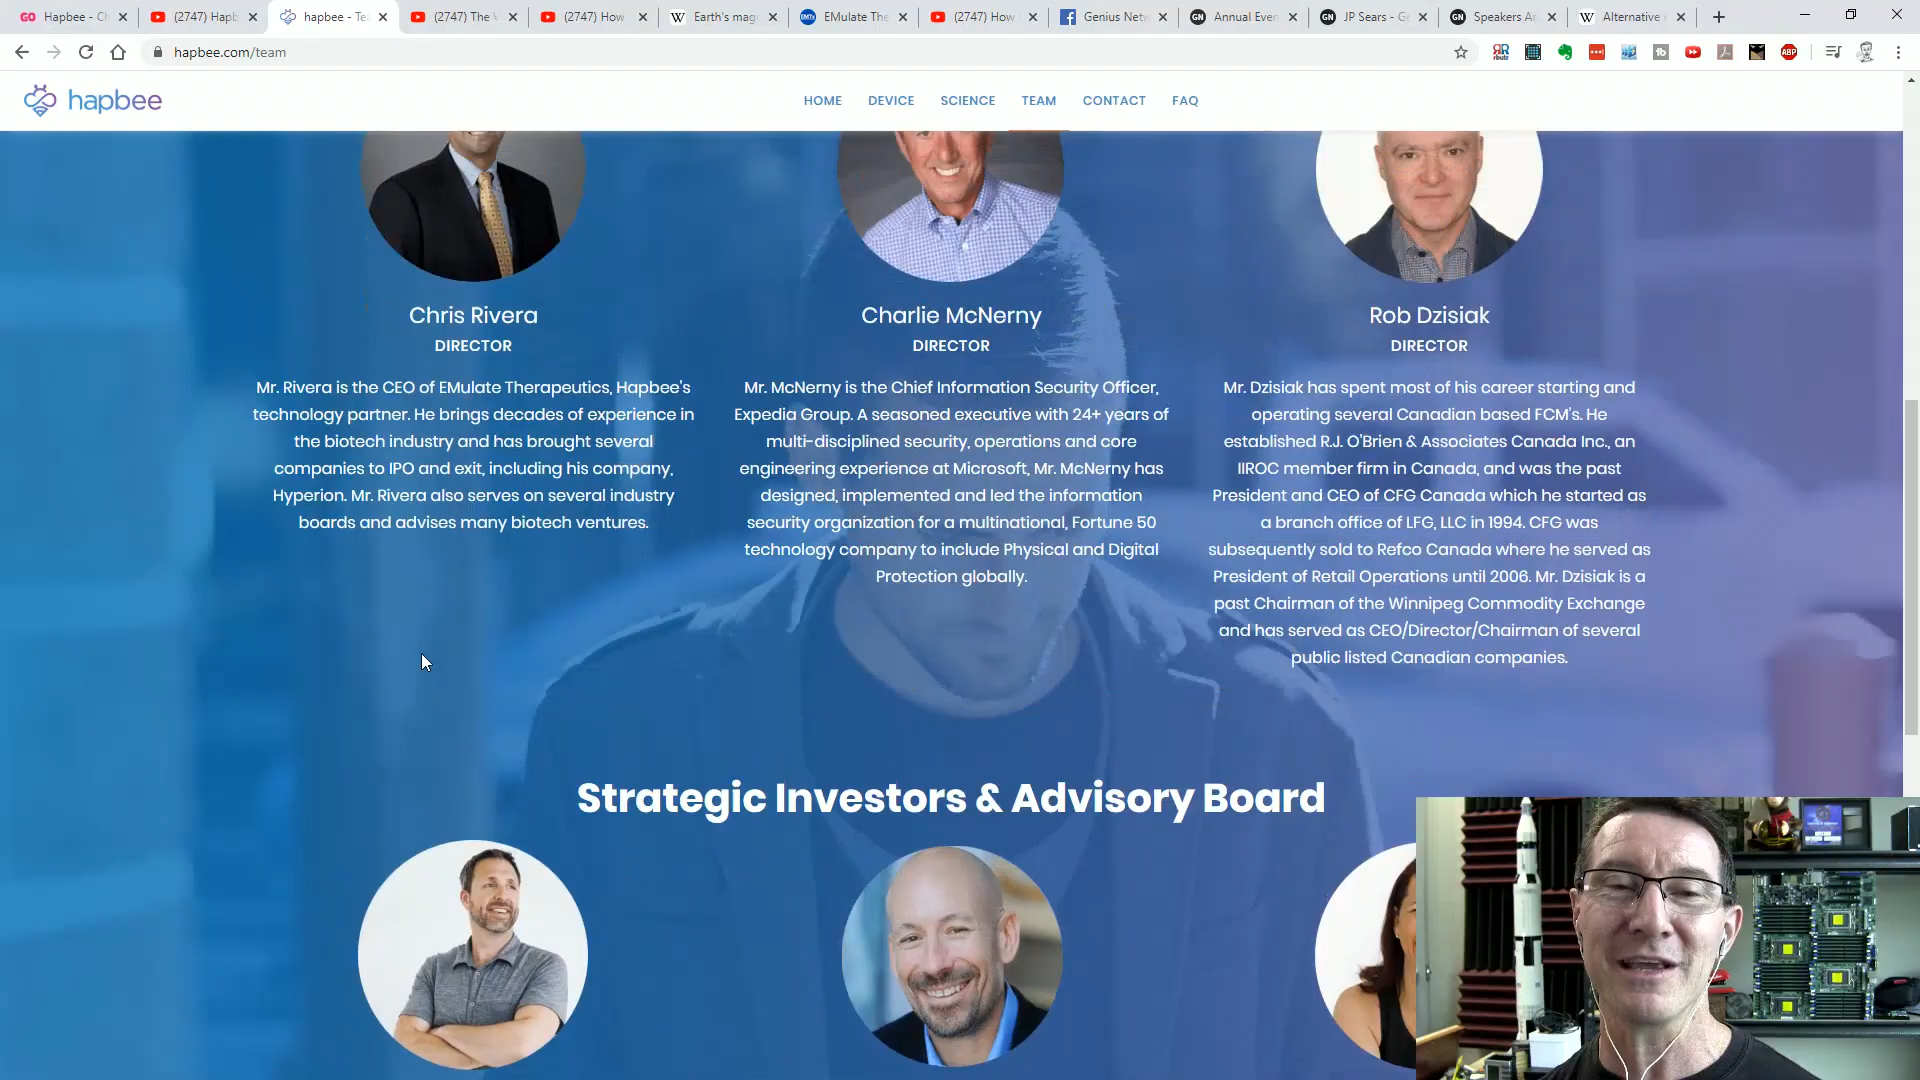 Hapbee - Ch
(2747) Hapb
hapbee - Tea
(2747) The V
(2747) How
Earth's magn
EMulate The
(2747) How
Genius Netw
Annual Even
JP Sears - Ge
Speakers Ar
Alternative
hapbee.com/team
hapbee
HOME
DEVICE
SCIENCE
TEAM
CONTACT
FAQ
Chris Rivera
DIRECTOR
Mr. Rivera is the CEO of EMulate Therapeutics, Hapbee's
technology partner. He brings decades of experience in
the biotech industry and has brought several
companies to IPO and exit, including his company,
Hyperion. Mr. Rivera also serves on several industry
boards and advises many biotech ventures.
Charlie McNerny
DIRECTOR
Mr. McNerny is the Chief Information Security Officer,
Expedia Group. A seasoned executive with 24+ years of
multi-disciplined security, operations and core
engineering experience at Microsoft, Mr. McNerny has
designed, implemented and led the information
security organization for a multinational, Fortune 50
technology company to include Physical and Digital
Protection globally.
Rob Dzisiak
DIRECTOR
Mr. Dzisiak has spent most of his career starting and
operating several Canadian based FCM's. He
established R.J. O'Brien & Associates Canada Inc., an
IIROC member firm in Canada, and was the past
President and CEO of CFG Canada which he started as
a branch office of LFG, LLC in 1994. CFG was
subsequently sold to Refco Canada where he served as
President of Retail Operations until 2006. Mr. Dzisiak is a
past Chairman of the Winnipeg Commodity Exchange
and has served as CEO/Director/Chairman of several
public listed Canadian companies.
Strategic Investors & Advisory Board